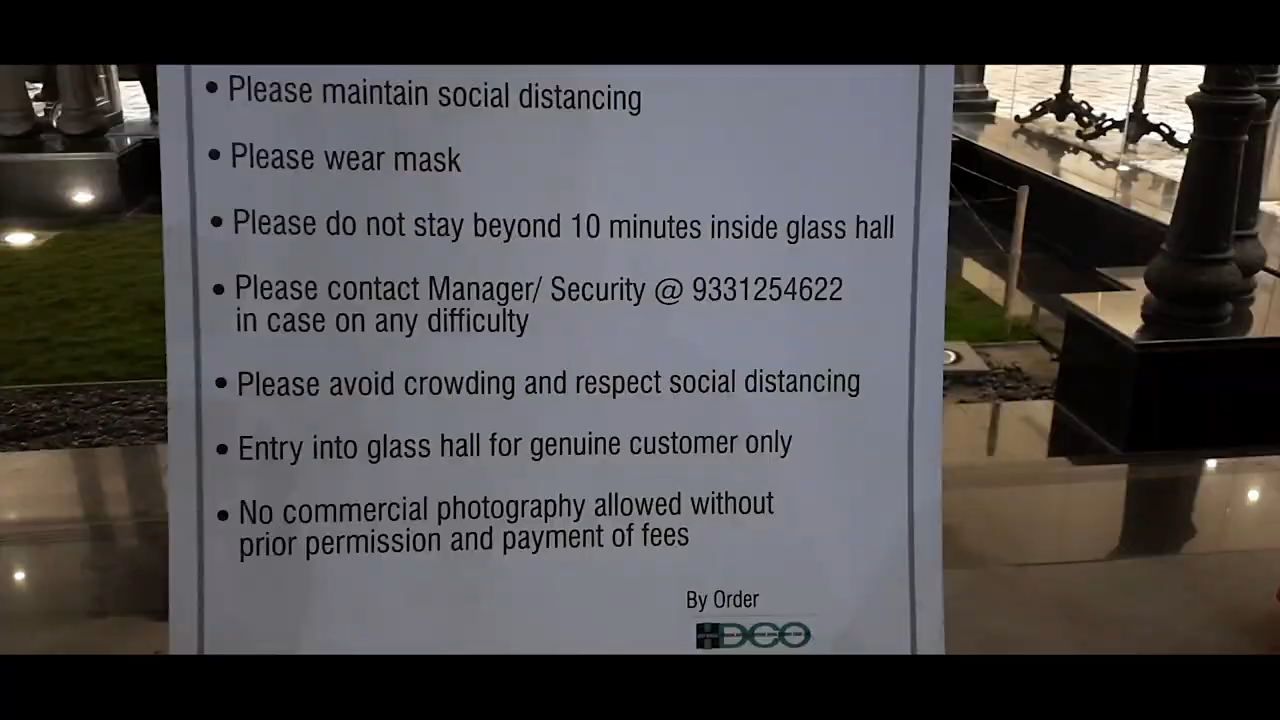 • Please maintain social distancing
• Please wear mask
• Please do not stay beyond 10 minutes inside glass hall
• Please contact Manager/ Security @ 9331254622
in case on any difficulty
• Please avoid crowding and respect social distancing
• Entry into glass hall for genuine customer only
• No commercial photography allowed without
prior permission and payment of fees
By Order
HIDCO